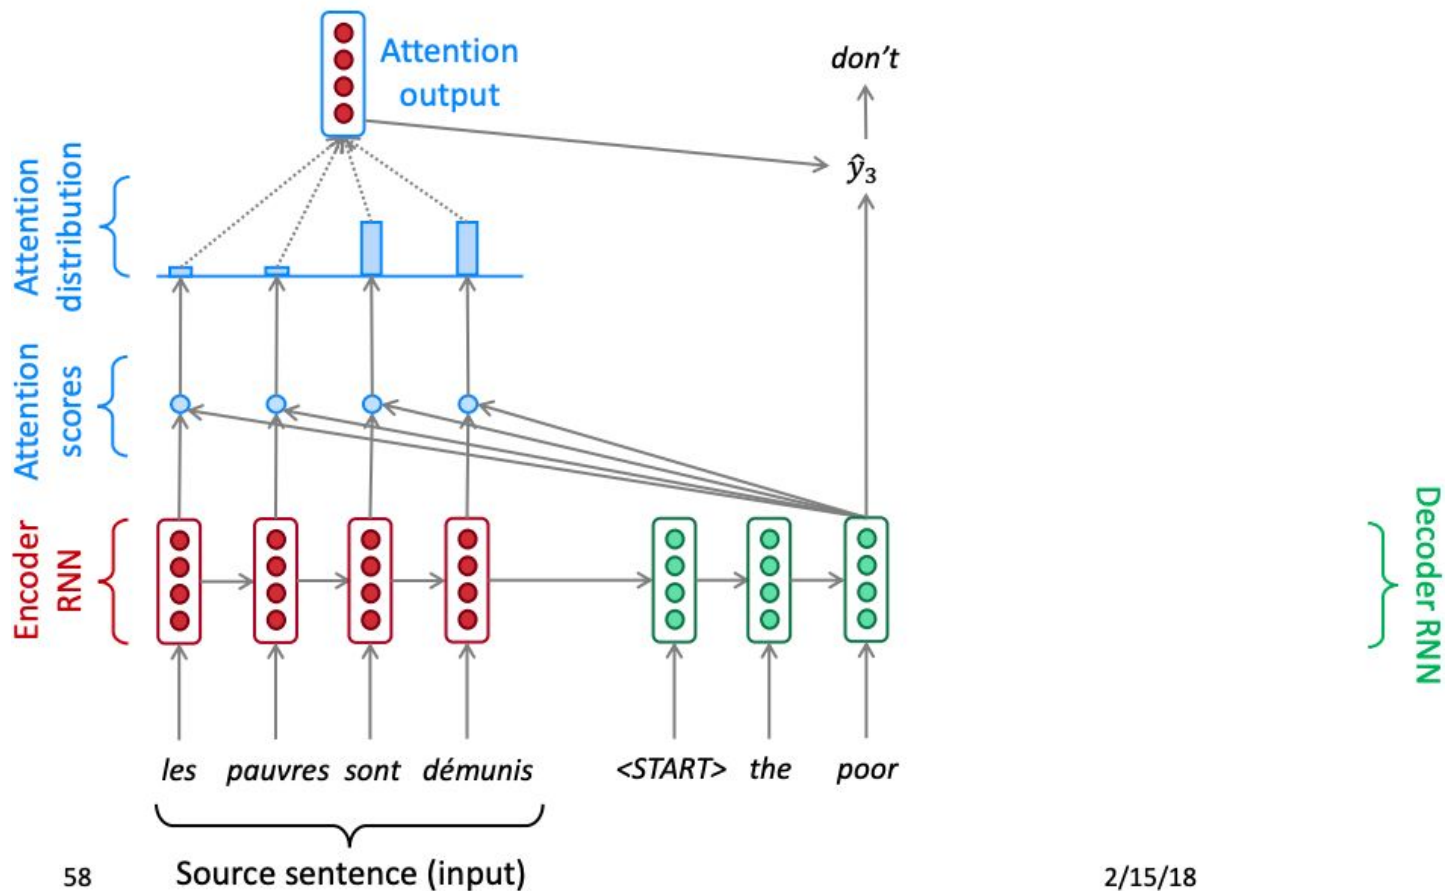 Attention
output
don't
ŷ₃
Attention
distribution
Attention
scores
Encoder
RNN
Decoder RNN
les pauvres sont démunis <START> the poor
Source sentence (input)
58
2/15/18